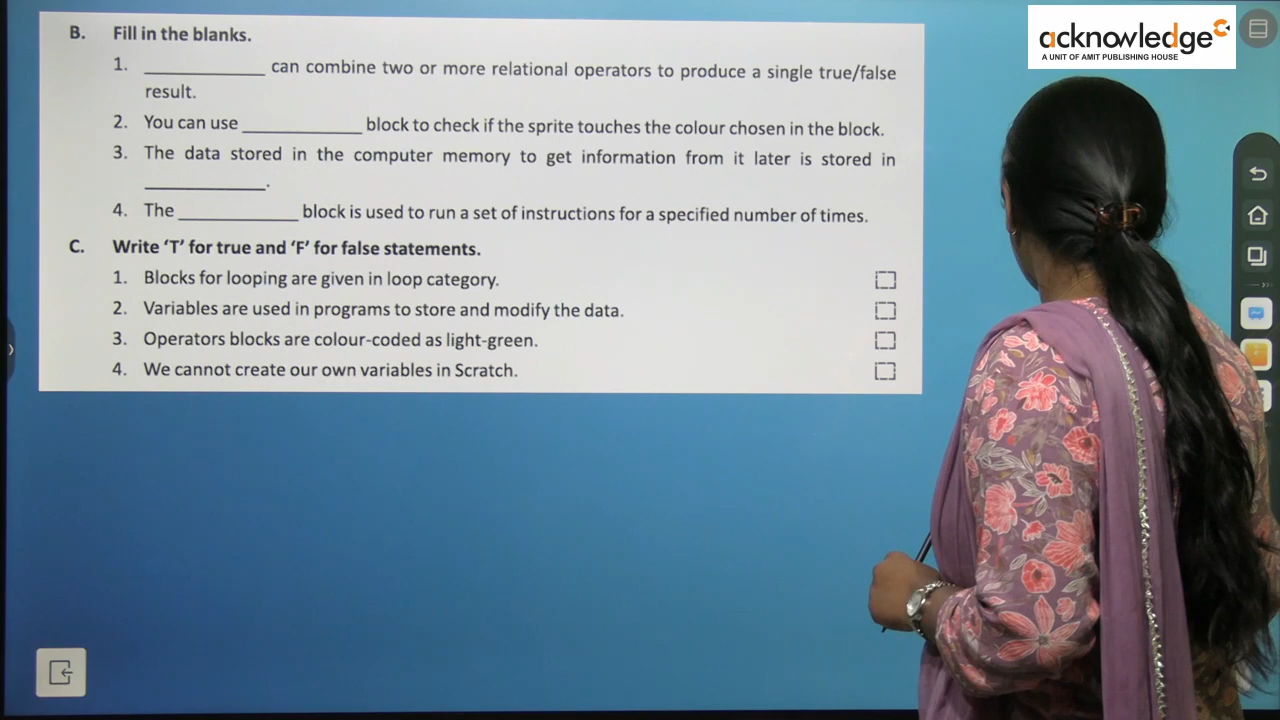 acknowledge
A UNIT OF AMIT PUBLISHING HOUSE
B. Fill in the blanks.
1. ____________ can combine two or more relational operators to produce a single true/false
result.
2. You can use ____________ block to check if the sprite touches the colour chosen in the block.
3. The data stored in the computer memory to get information from it later is stored in
____________.
4. The ____________ block is used to run a set of instructions for a specified number of times.
C. Write ‘T’ for true and ‘F’ for false statements.
1. Blocks for looping are given in loop category.
2. Variables are used in programs to store and modify the data.
3. Operators blocks are colour-coded as light-green.
4. We cannot create our own variables in Scratch.